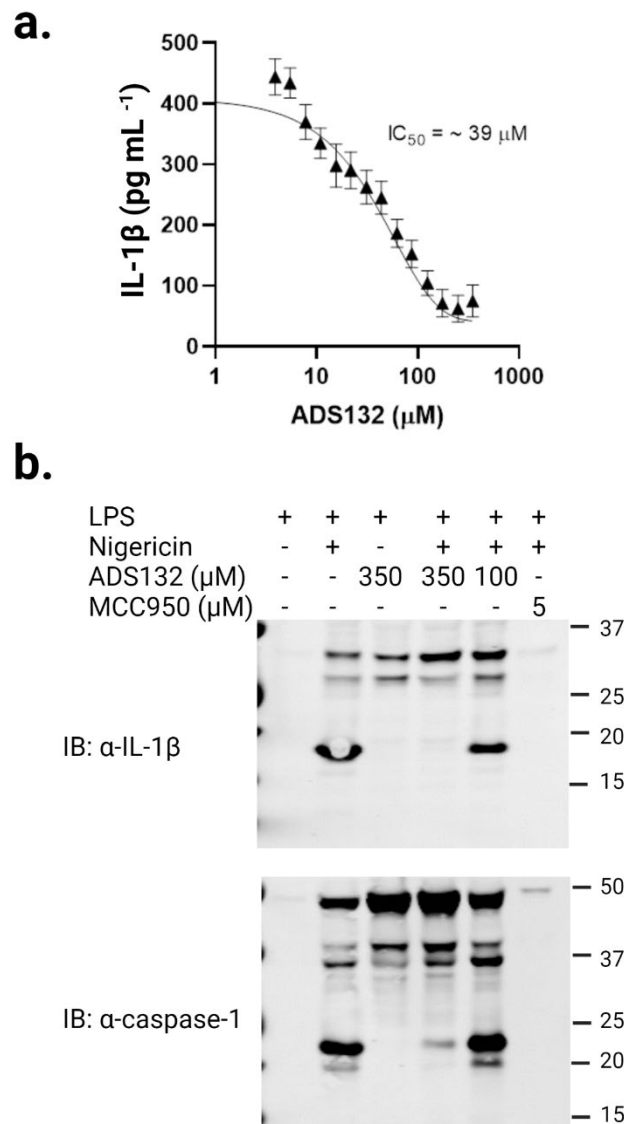 a.
500
400
300
200
100
0
IL-1β (pg mL⁻¹)
IC₅₀ = ~ 39 μM
1 10 100 1000
ADS132 (μM)
b.
LPS + + + + + +
Nigericin - + - + + +
ADS132 (μM) - - 350 350 100 -
MCC950 (μM) - - - - - 5
37
25
IB: α-IL-1β
20
15
50
37
IB: α-caspase-1
25
20
15